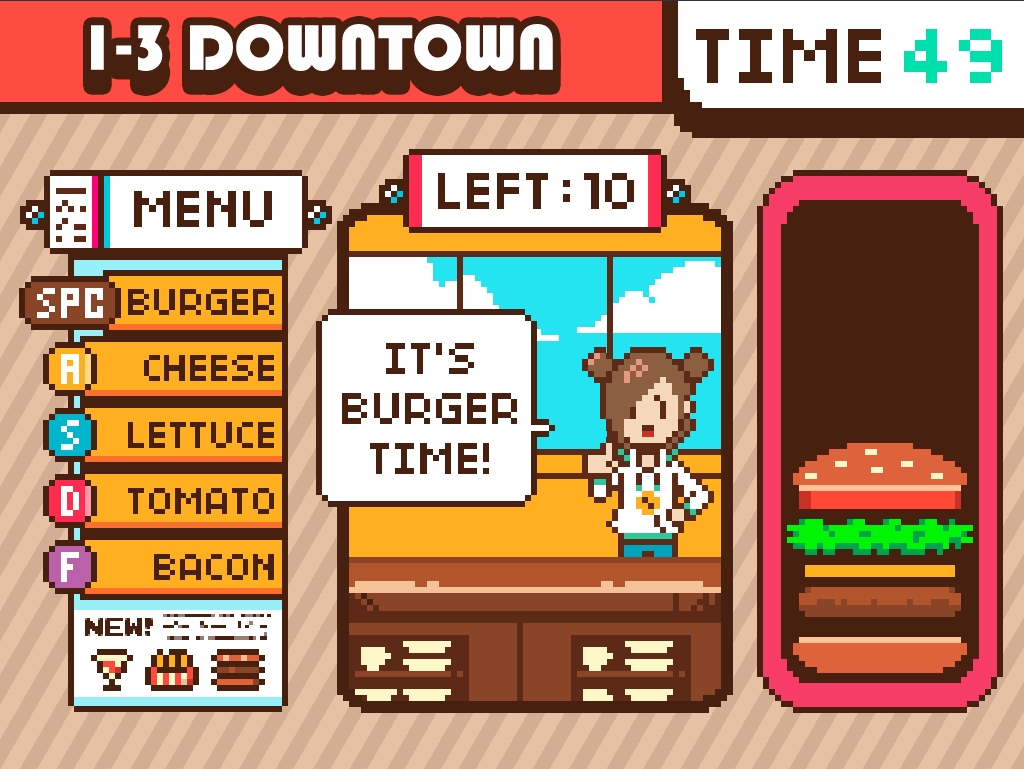 1-3 DOWNTOWN
TIME 49
MENU
SPC BURGER
A CHEESE
S LETTUCE
D TOMATO
F BACON
NEW!
LEFT:10
IT'S
BURGER
TIME!